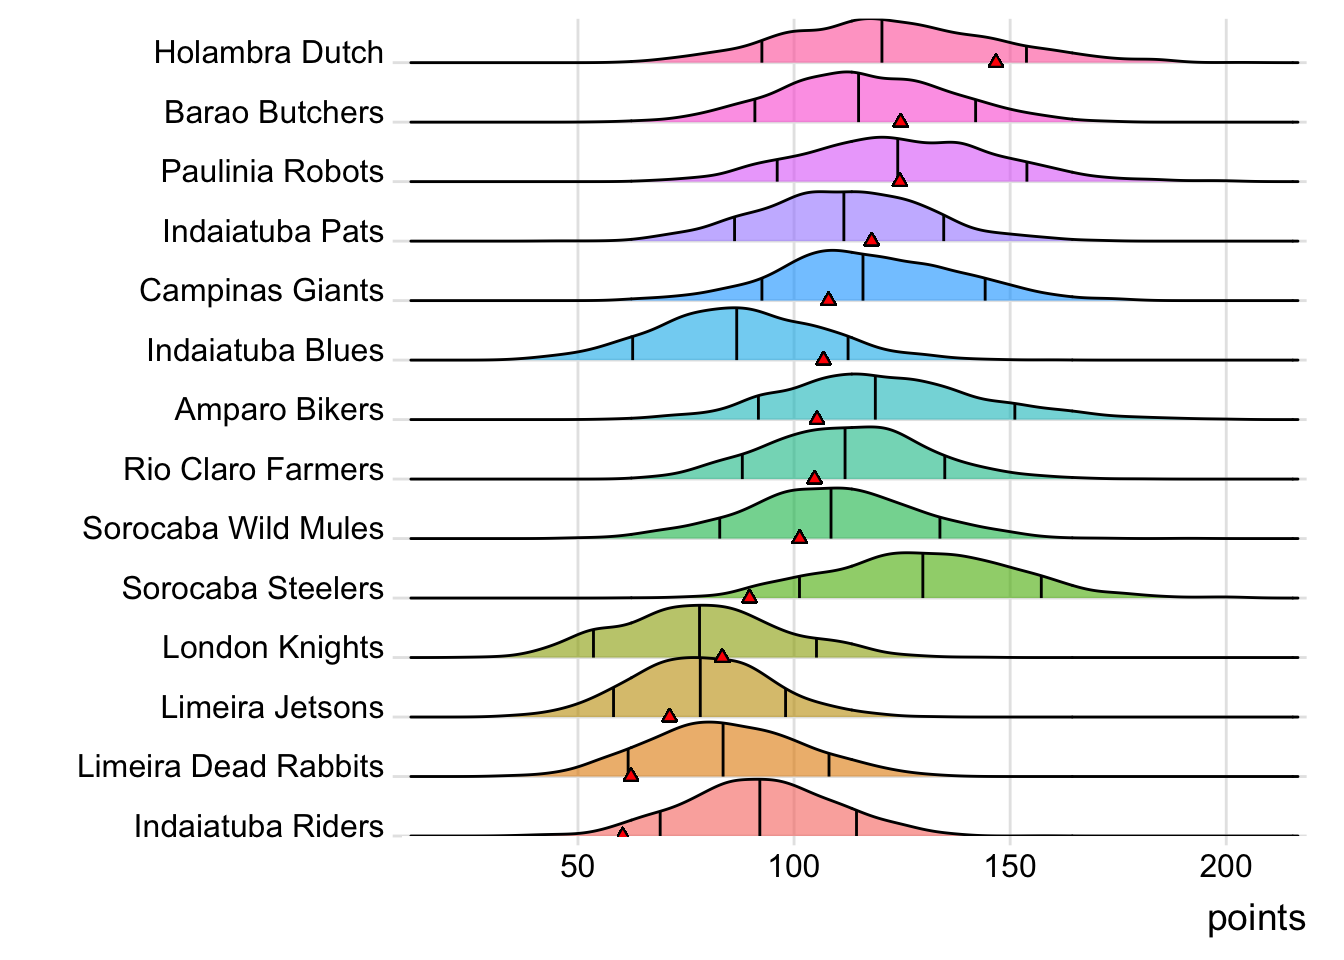 Holambra Dutch
Barao Butchers
Paulinia Robots
Indaiatuba Pats
Campinas Giants
Indaiatuba Blues
Amparo Bikers
Rio Claro Farmers
Sorocaba Wild Mules
Sorocaba Steelers
London Knights
Limeira Jetsons
Limeira Dead Rabbits
Indaiatuba Riders
50 100 150 200
points